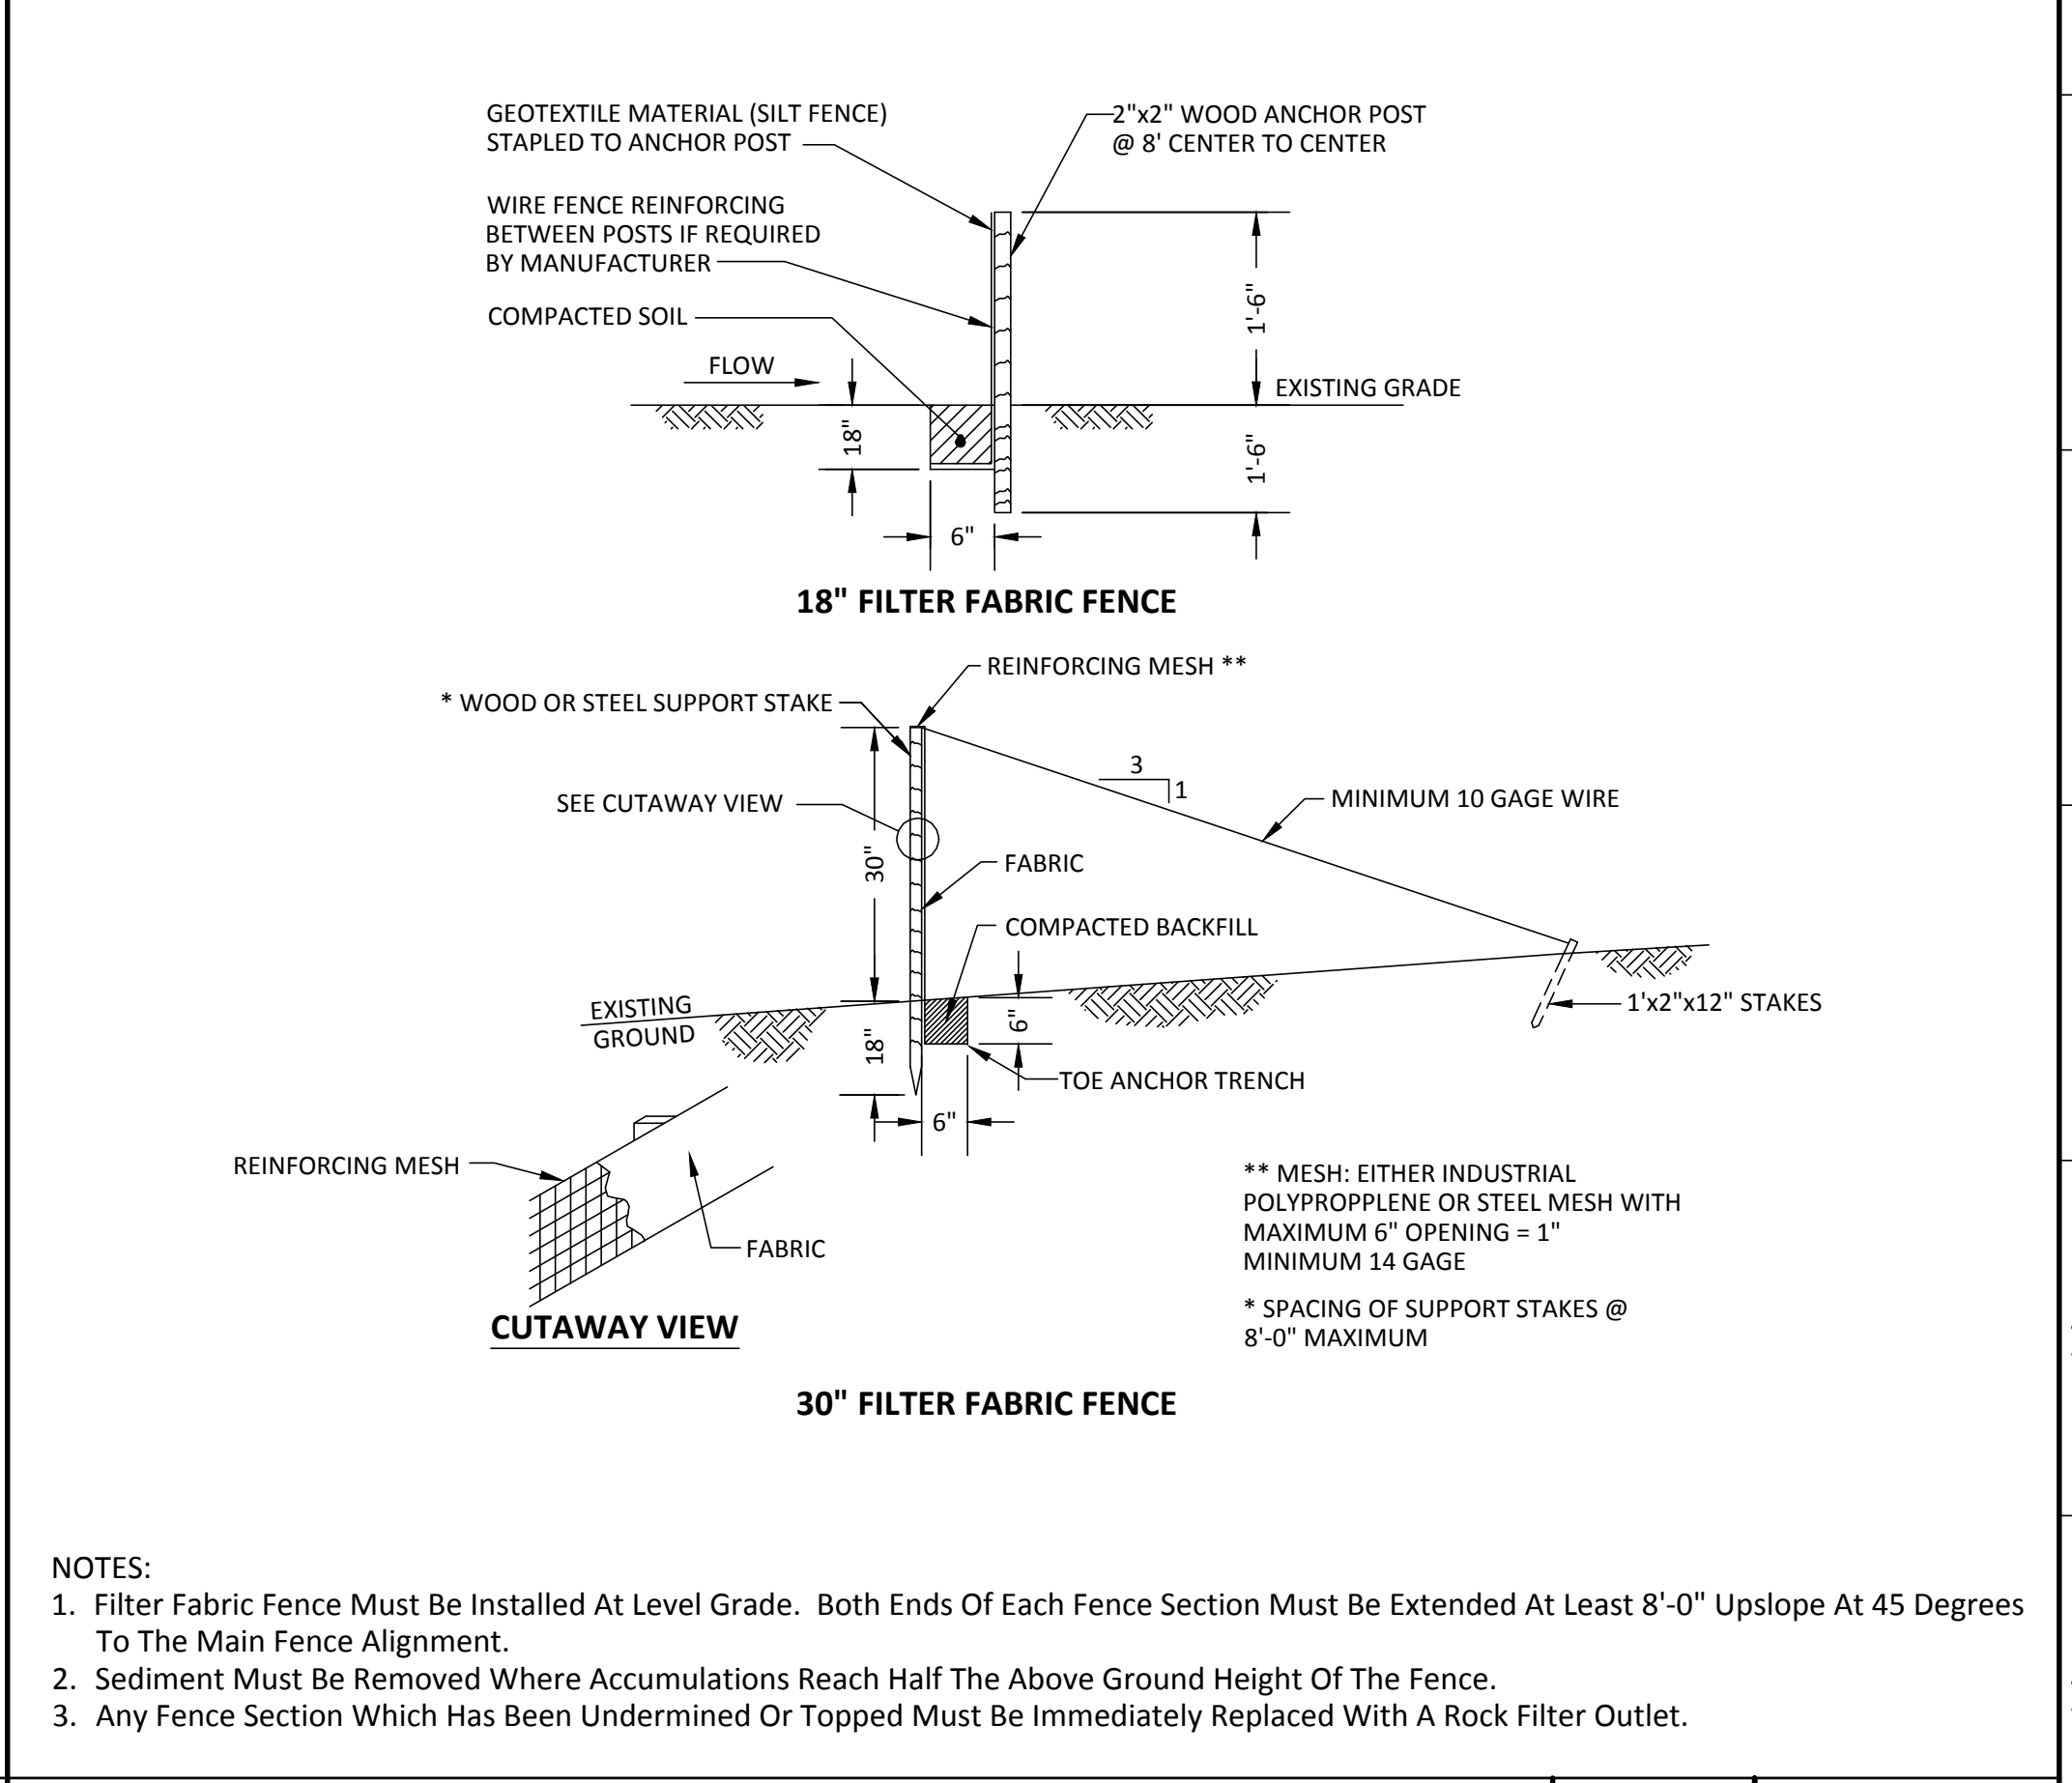 GEOTEXTILE MATERIAL (SILT FENCE)
STAPLED TO ANCHOR POST
2"x2" WOOD ANCHOR POST
@ 8' CENTER TO CENTER
WIRE FENCE REINFORCING
BETWEEN POSTS IF REQUIRED
BY MANUFACTURER
COMPACTED SOIL
FLOW
1'-6"
EXISTING GRADE
18"
1'-6"
6"
18" FILTER FABRIC FENCE
REINFORCING MESH **
* WOOD OR STEEL SUPPORT STAKE
3
1
SEE CUTAWAY VIEW
MINIMUM 10 GAGE WIRE
30"
FABRIC
COMPACTED BACKFILL
EXISTING
GROUND
18"
6"
1'x2"x12" STAKES
TOE ANCHOR TRENCH
6"
REINFORCING MESH
FABRIC
CUTAWAY VIEW
** MESH: EITHER INDUSTRIAL
POLYPROPPLENE OR STEEL MESH WITH
MAXIMUM 6" OPENING = 1"
MINIMUM 14 GAGE
* SPACING OF SUPPORT STAKES @
8'-0" MAXIMUM
30" FILTER FABRIC FENCE
NOTES:
1. Filter Fabric Fence Must Be Installed At Level Grade. Both Ends Of Each Fence Section Must Be Extended At Least 8'-0" Upslope At 45 Degrees
To The Main Fence Alignment.
2. Sediment Must Be Removed Where Accumulations Reach Half The Above Ground Height Of The Fence.
3. Any Fence Section Which Has Been Undermined Or Topped Must Be Immediately Replaced With A Rock Filter Outlet.